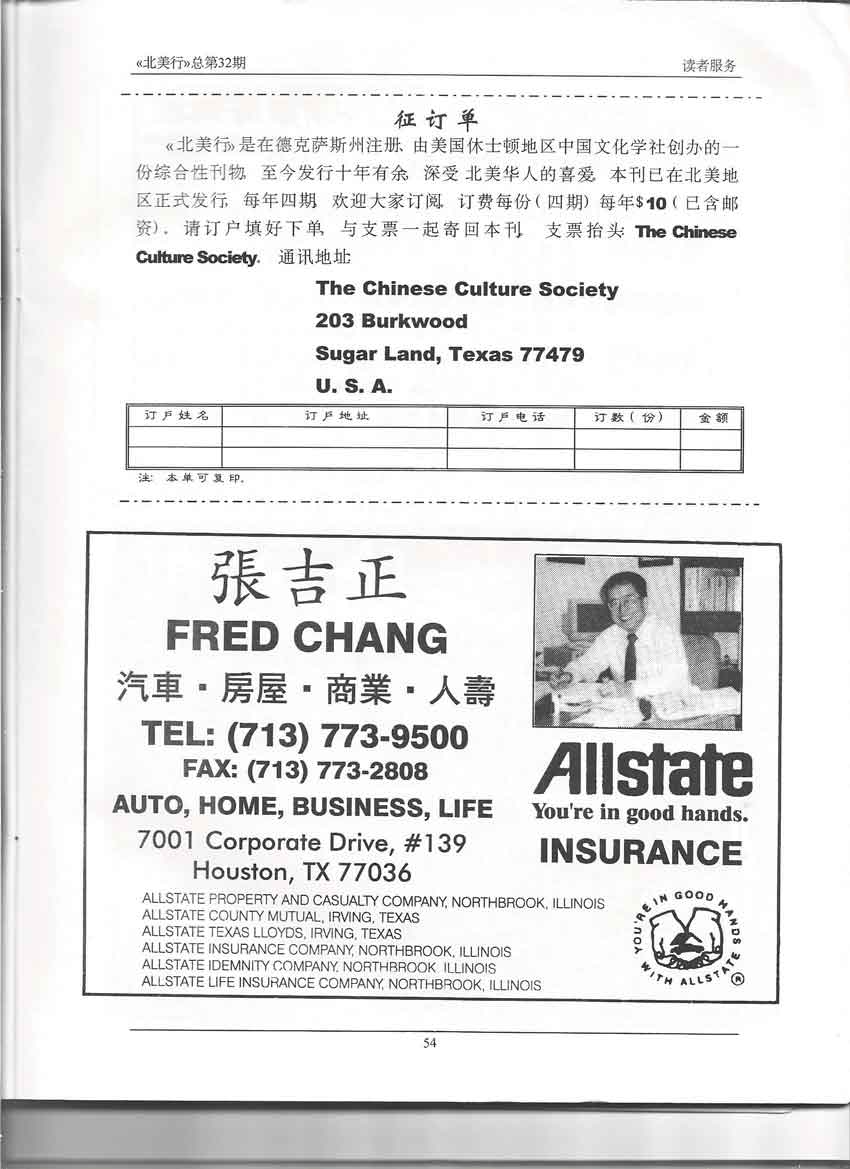 «北美行»总第32期 读者服务
征订单
«北美行» 是在德克萨斯州注册, 由美国休士顿地区中国文化学社创办的一
份综合性刊物, 至今发行十年有余, 深受北美华人的喜爱, 本刊已在北美地
区正式发行, 每年四期, 欢迎大家订阅, 订费每份(四期)每年$10(已含邮
资). 请订户填好下单, 与支票一起寄回本刊, 支票抬头: The Chinese
Culture Society. 通讯地址:
The Chinese Culture Society
203 Burkwood
Sugar Land, Texas 77479
U. S. A.
订户姓名 订户地址 订户电话 订数(份) 金额
注: 本单可复印.
張吉正
FRED CHANG
汽車·房屋·商業·人壽
TEL: (713) 773-9500
FAX: (713) 773-2808
AUTO, HOME, BUSINESS, LIFE
7001 Corporate Drive, #139
Houston, TX 77036
Allstate
You're in good hands.
INSURANCE
ALLSTATE PROPERTY AND CASUALTY COMPANY, NORTHBROOK, ILLINOIS
ALLSTATE COUNTY MUTUAL, IRVING, TEXAS
ALLSTATE TEXAS LLOYDS, IRVING, TEXAS
ALLSTATE INSURANCE COMPANY, NORTHBROOK, ILLINOIS
ALLSTATE IDEMNITY COMPANY, NORTHBROOK, ILLINOIS
ALLSTATE LIFE INSURANCE COMPANY, NORTHBROOK, ILLINOIS
YOU'RE IN GOOD HANDS
WITH ALLSTATE ®
54